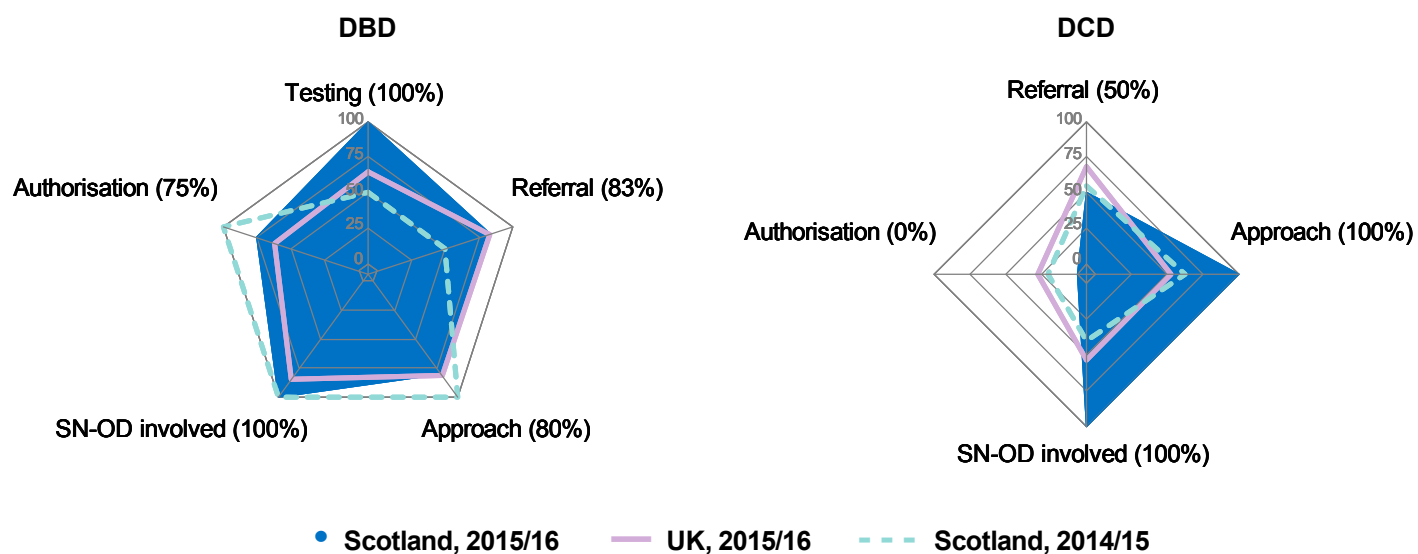 DBD
Testing (100%)
100
75
50
25
0
Authorisation (75%)
Referral (83%)
SN-OD involved (100%)
Approach (80%)
DCD
Referral (50%)
100
75
50
25
0
Authorisation (0%)
Approach (100%)
SN-OD involved (100%)
Scotland, 2015/16
UK, 2015/16
Scotland, 2014/15